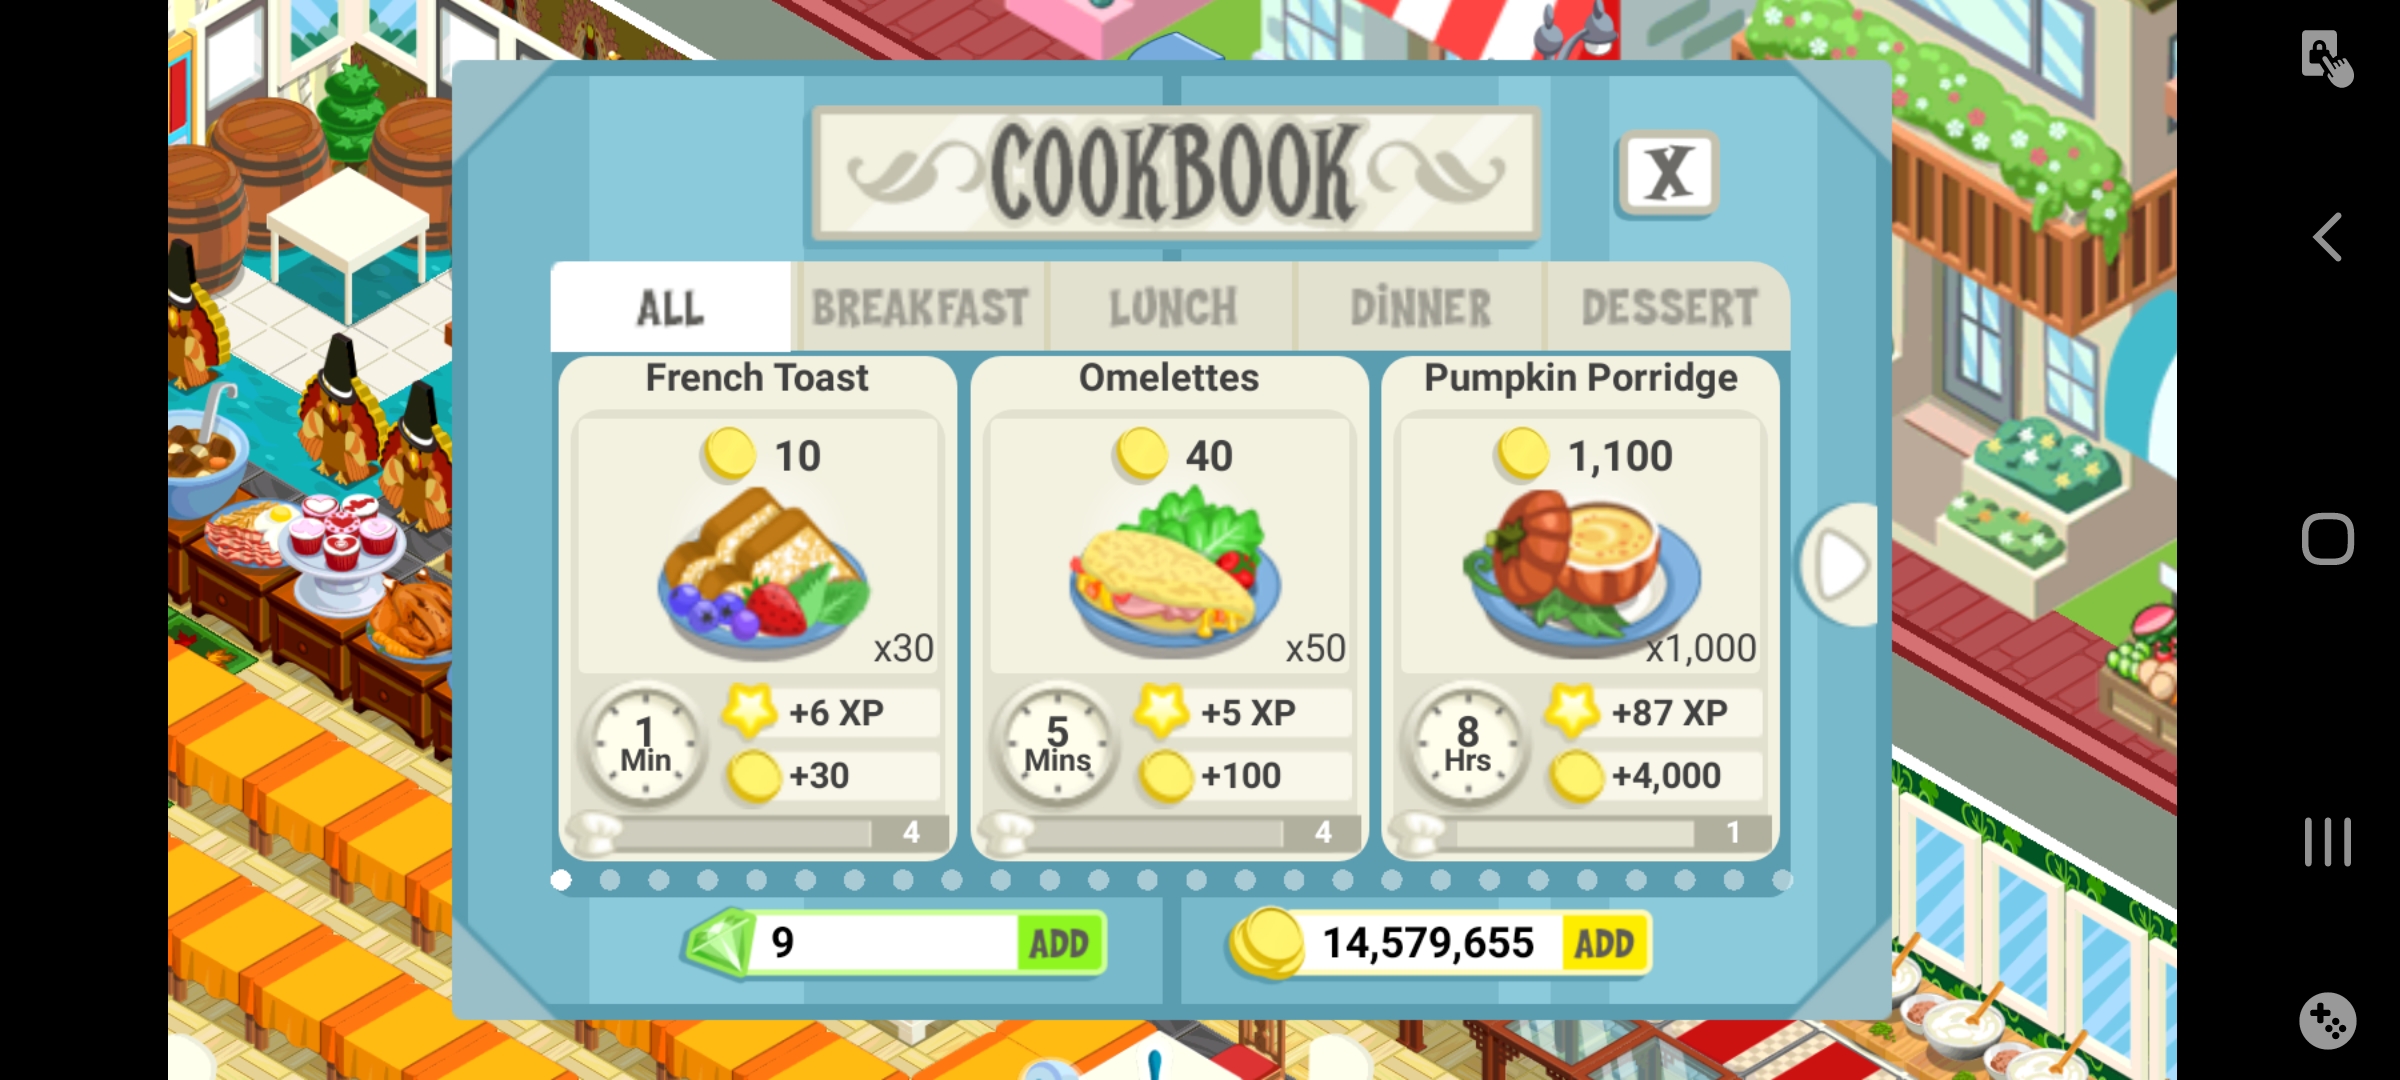 COOKBOOK
X
ALL BREAKFAST LUNCH DINNER DESSERT
French Toast
10
x30
1 Min
+6 XP
+30
4
Omelettes
40
x50
5 Mins
+5 XP
+100
4
Pumpkin Porridge
1,100
x1,000
8 Hrs
+87 XP
+4,000
1
9 ADD
14,579,655 ADD